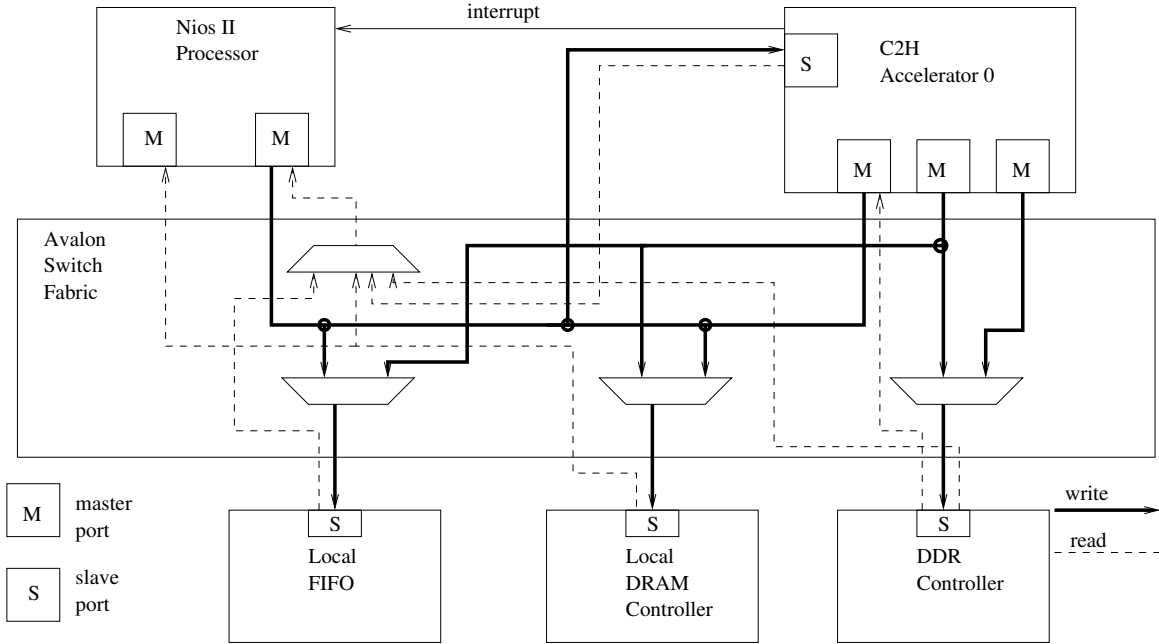 interrupt
Nios II
Processor
C2H
Accelerator 0
S
M
M
M
M
M
Avalon
Switch
Fabric
M
master
port
S
slave
port
S
Local
FIFO
S
Local
DRAM
Controller
S
DDR
Controller
write
read